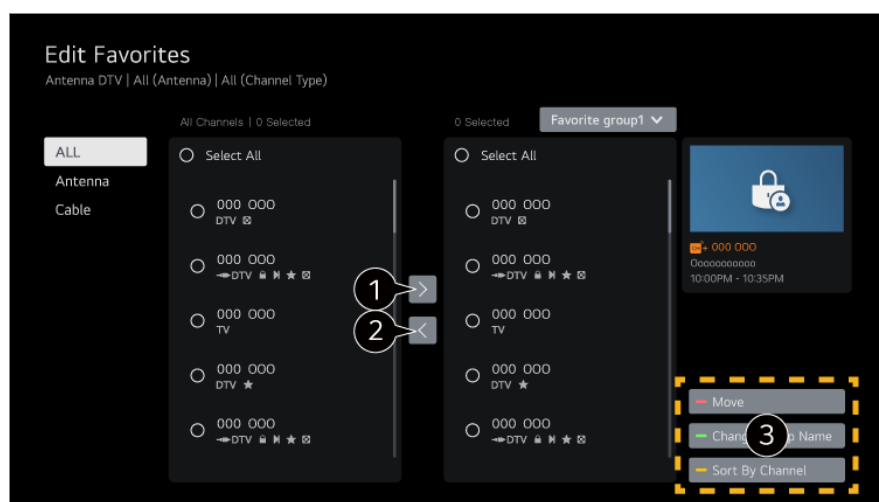 Edit Favorites
Antenna DTV | All (Antenna) | All (Channel Type)
All Channels | 0 Selected
0 Selected
Favorite group1
ALL
Antenna
Cable
Select All
000 000
DTV
000 000
DTV
000 000
TV
000 000
DTV
000 000
DTV
1
2
Select All
000 000
DTV
000 000
DTV
000 000
TV
000 000
DTV
000 000
DTV
CH+ 000 000
Ooooooooooo
10:00PM - 10:35PM
Move
3
Name
Sort By Channel